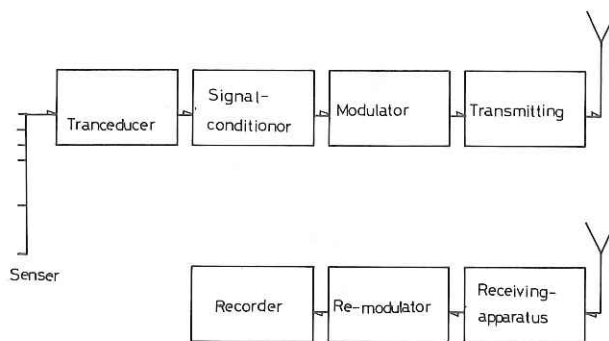 Tranceducer
Signal-
conditionor
Modulator
Transmitting
Senser
Recorder
Re-modulator
Receiving-
apparatus